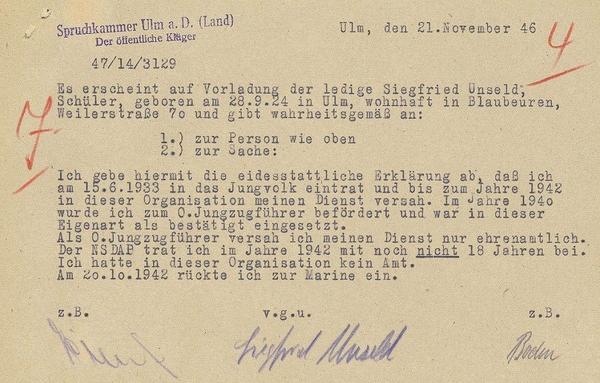 Spruchkammer Ulm a. D. (Land)
Der öffentliche Kläger
Ulm, den 21.November 46
4
47/14/3129
7
Es erscheint auf Vorladung der ledige Siegfried Unseld,
Schüler, geboren am 28.9.24 in Ulm, wohnhaft in Blaubeuren,
Weilerstraße 7o und gibt wahrheitsgemäß an:
1.) zur Person wie oben
2.) zur Sache:
Ich gebe hiermit die eidesstattliche Erklärung ab, daß ich
am 15.6.1933 in das Jungvolk eintrat und bis zum Jahre 1942
in dieser Organisation meinen Dienst versah. Im Jahre 194o
wurde ich zum O.Jungzugführer befördert und war in dieser
Eigenart als bestätigt eingesetzt.
Als O.Jungzugführer versah ich meinen Dienst nur ehrenamtlich.
Der NSDAP trat ich im Jahre 1942 mit noch nicht 18 Jahren bei.
Ich hatte in dieser Organisation kein Amt.
Am 2o.1o.1942 rückte ich zur Marine ein.
z.B. v.g.u. z.B.
Siegfried Unseld